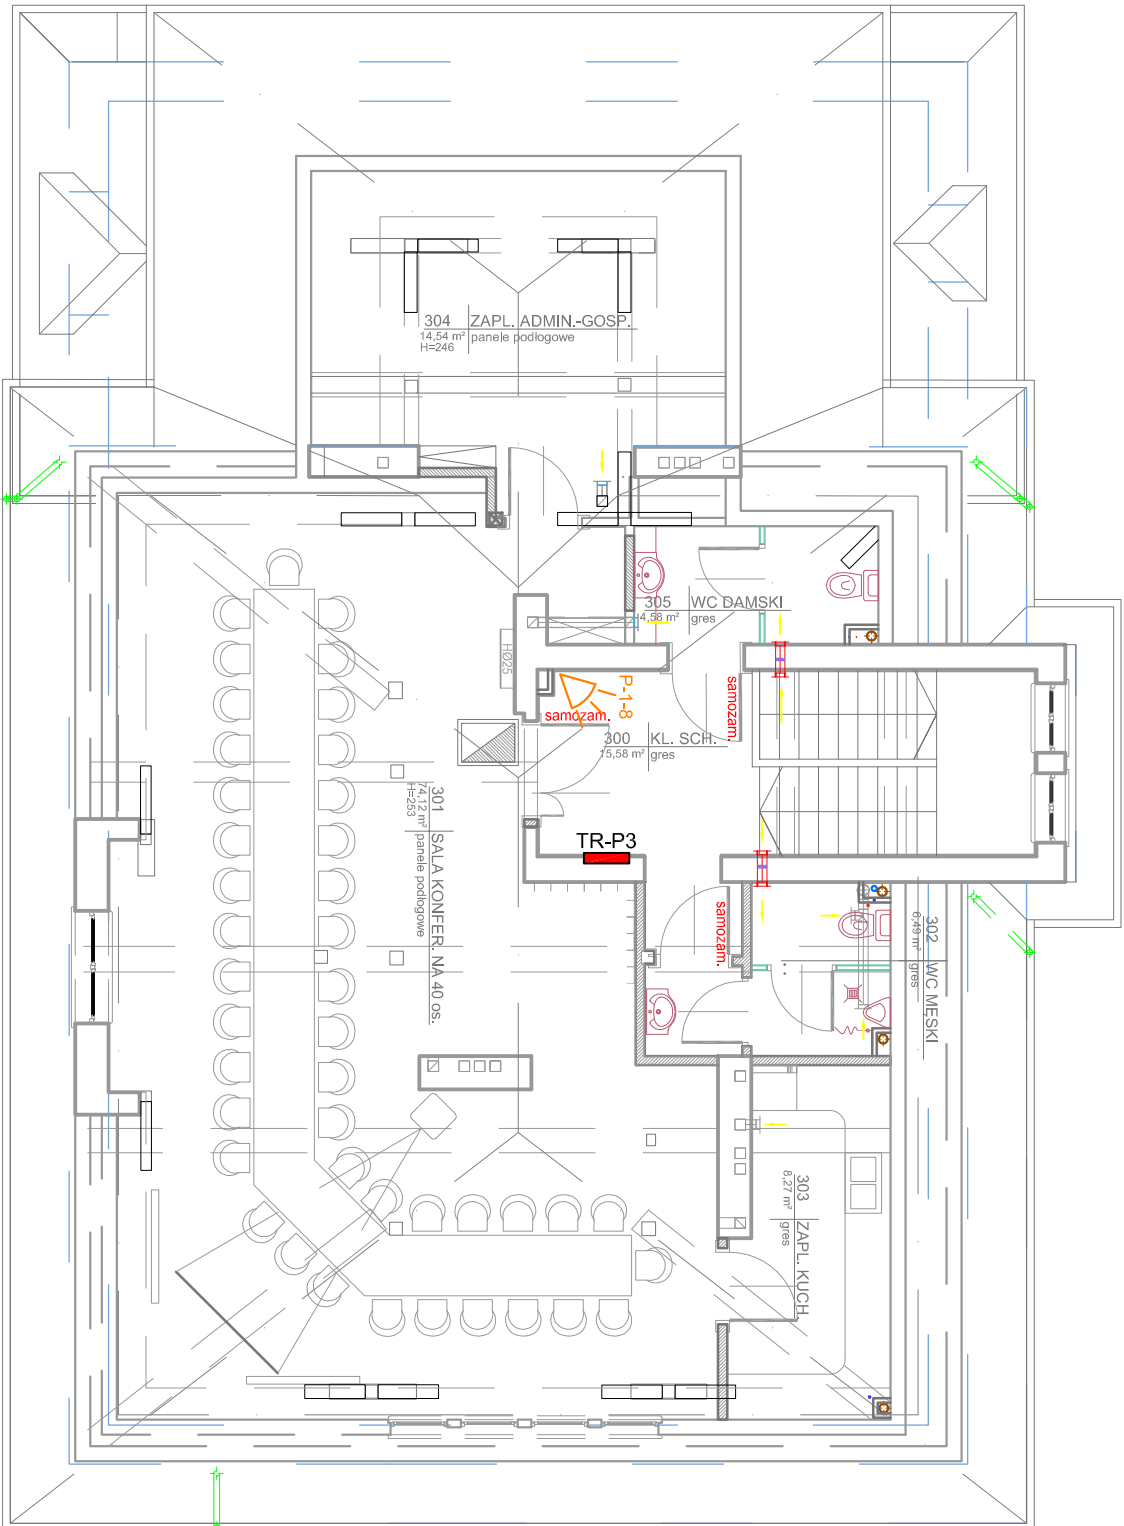 304 ZAPL. ADMIN.-GOSP.
14,54 m² panele podłogowe
H=246
305 WC DAMSKI
4,58 m² gres
HØ25
P-1-8
samozam.
samozam.
300 KL. SCH.
15,58 m² gres
301 SALA KONFER. NA 40 os.
74,12 m² panele podłogowe
H=253
TR-P3
samozam.
302 WC MĘSKI
6,49 m² gres
303 ZAPL. KUCH.
8,27 m² gres